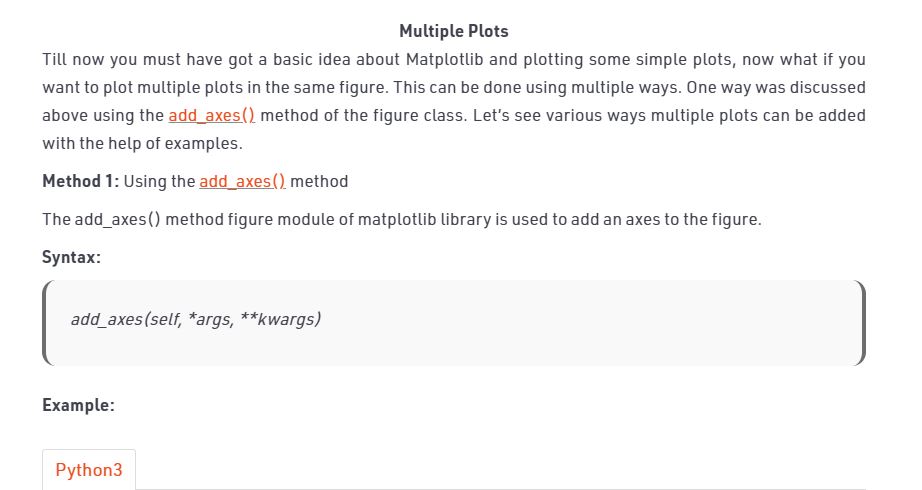 Multiple Plots
Till now you must have got a basic idea about Matplotlib and plotting some simple plots, now what if you
want to plot multiple plots in the same figure. This can be done using multiple ways. One way was discussed
above using the add_axes() method of the figure class. Let’s see various ways multiple plots can be added
with the help of examples.
Method 1: Using the add_axes() method
The add_axes() method figure module of matplotlib library is used to add an axes to the figure.
Syntax:
add_axes(self, *args, **kwargs)
Example:
Python3